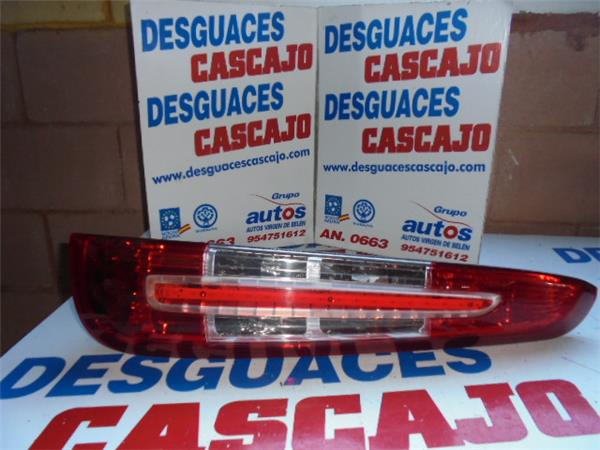 DESGUACES
CASCAJO
DESGUACES
CASCAJO
www.desguacescascajo.com
Grupo
autos
AUTOS VIRGEN DE BELÉN
954751612
0663
DESGUACES
CASCAJO
DESGUACES
CASCAJO
www.desguacescascajo.com
Grupo
autos
AUTOS VIRGEN DE BELÉN
AN. 0663
954751612
DESGUACES
CASCAJO